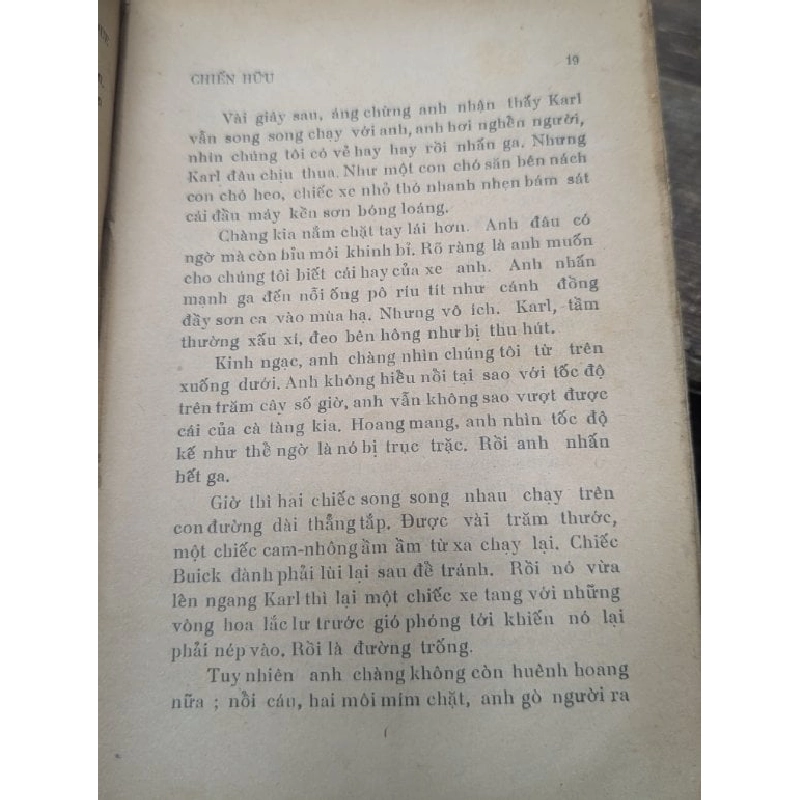 CHIẾN HỮU
19
Vài giây sau, áng chừng anh nhận thấy Karl
vẫn song song chạy với anh, anh hơi nghền người,
nhìn chúng tôi có vẻ hay hay rồi nhấn ga. Nhưng
Karl đâu chịu thua. Như một con chó săn bên nách
con chó heo, chiếc xe nhỏ thó nhanh nhẹn bám sát
cái đầu máy kền sơn bóng loáng.
Chàng kia nắm chặt tay lái hơn. Anh đâu có
ngờ mà còn bỉu môi khinh bỉ. Rõ ràng là anh muốn
cho chúng tôi biết cái hay của xe anh. Anh nhấn
mạnh ga đến nỗi ống pô ríu tít như cánh đồng
đầy sơn ca vào mùa hạ. Nhưng vô ích. Karl, tầm
thường xấu xí, đeo bên hông như bị thu hút.
Kinh ngạc, anh chàng nhìn chúng tôi từ trên
xuống dưới. Anh không hiểu nổi tại sao với tốc độ
trên trăm cây số giờ, anh vẫn không sao vượt được
cái của cà tàng kia. Hoang mang, anh nhìn tốc độ
kế như thể ngờ là nó bị trục trặc. Rồi anh nhấn
hết ga.
Giờ thì hai chiếc song song nhau chạy trên
con đường dài thẳng tắp. Được vài trăm thước,
một chiếc cam-nhông ầm ầm từ xa chạy lại. Chiếc
Buick đành phải lùi lại sau để tránh. Rồi nó vừa
lên ngang Karl thì lại một chiếc xe tang với những
vòng hoa lắc lư trước gió phóng tới khiến nó lại
phải nép vào. Rồi là đường trống.
Tuy nhiên anh chàng không còn huênh hoang
nữa ; nổi cáu, hai môi mím chặt, anh gò người ra